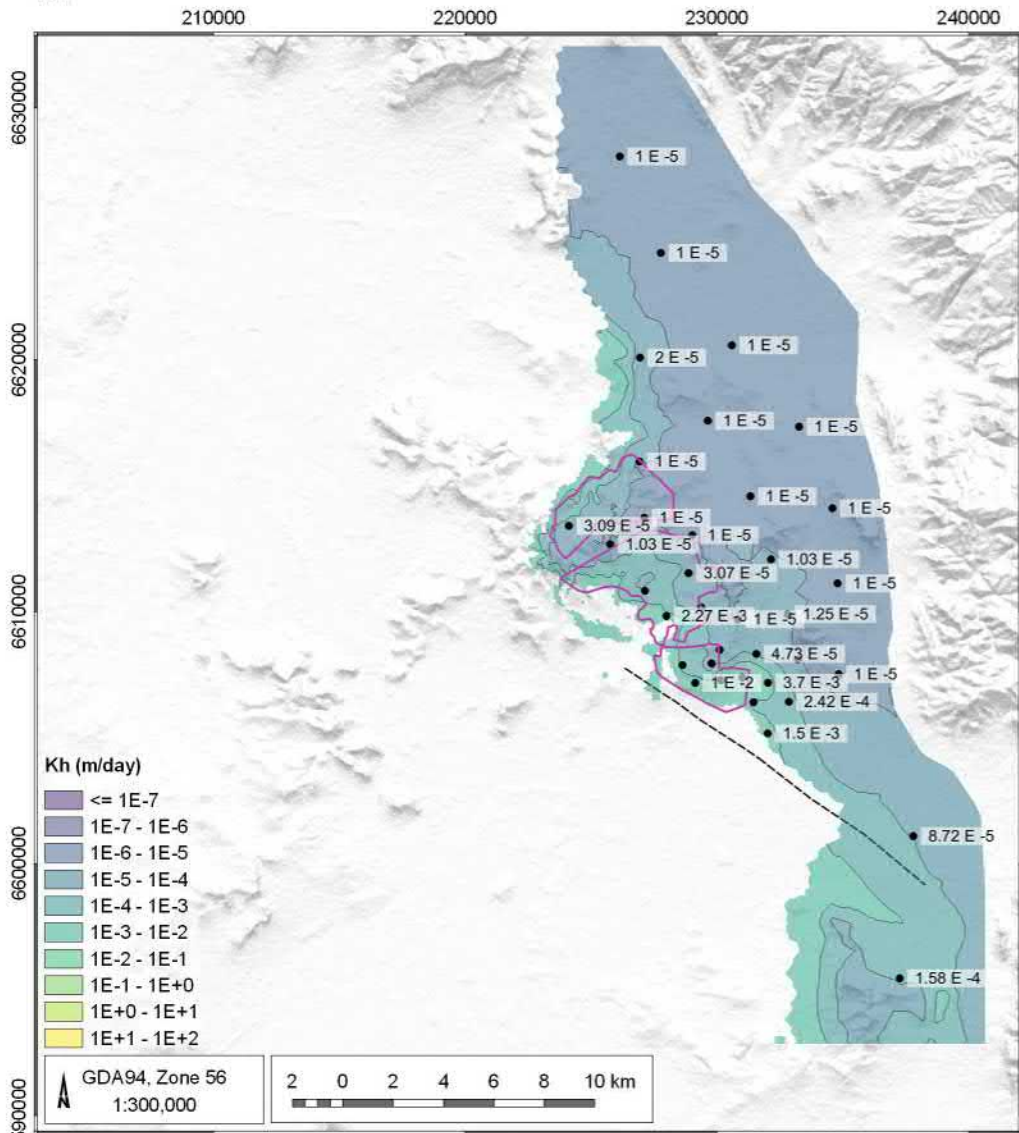 210000 220000 230000 240000
6630000
1 E -5
1 E -5
1 E -5
6620000
2 E -5
1 E -5
1 E -5
1 E -5
1 E -5
1 E -5
1 E -5
3.09 E -5
1 E -5
1.03 E -5
1.03 E -5
3.07 E -5
1 E -5
6610000
2.27 E -3
1 E -5
1.25 E -5
4.73 E -5
1 E -5
1 E -2
3.7 E -3
2.42 E -4
1.5 E -3
Kh (m/day)
<= 1E-7
1E-7 - 1E-6
1E-6 - 1E-5
1E-5 - 1E-4
1E-4 - 1E-3
1E-3 - 1E-2
1E-2 - 1E-1
1E-1 - 1E+0
1E+0 - 1E+1
1E+1 - 1E+2
6600000
8.72 E -5
1.58 E -4
N
GDA94, Zone 56
1:300,000
2 0 2 4 6 8 10 km